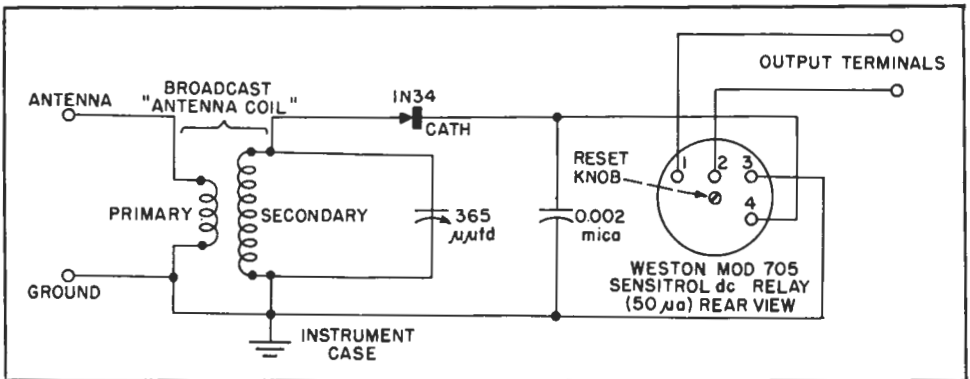 BROADCAST
"ANTENNA COIL"
ANTENNA
1N34
CATH
OUTPUT TERMINALS
RESET
KNOB
1 2 3
4
PRIMARY
SECONDARY
365
μμfd
0.002
mica
GROUND
INSTRUMENT
CASE
WESTON MOD 705
SENSITROL dc RELAY
(50 μa) REAR VIEW